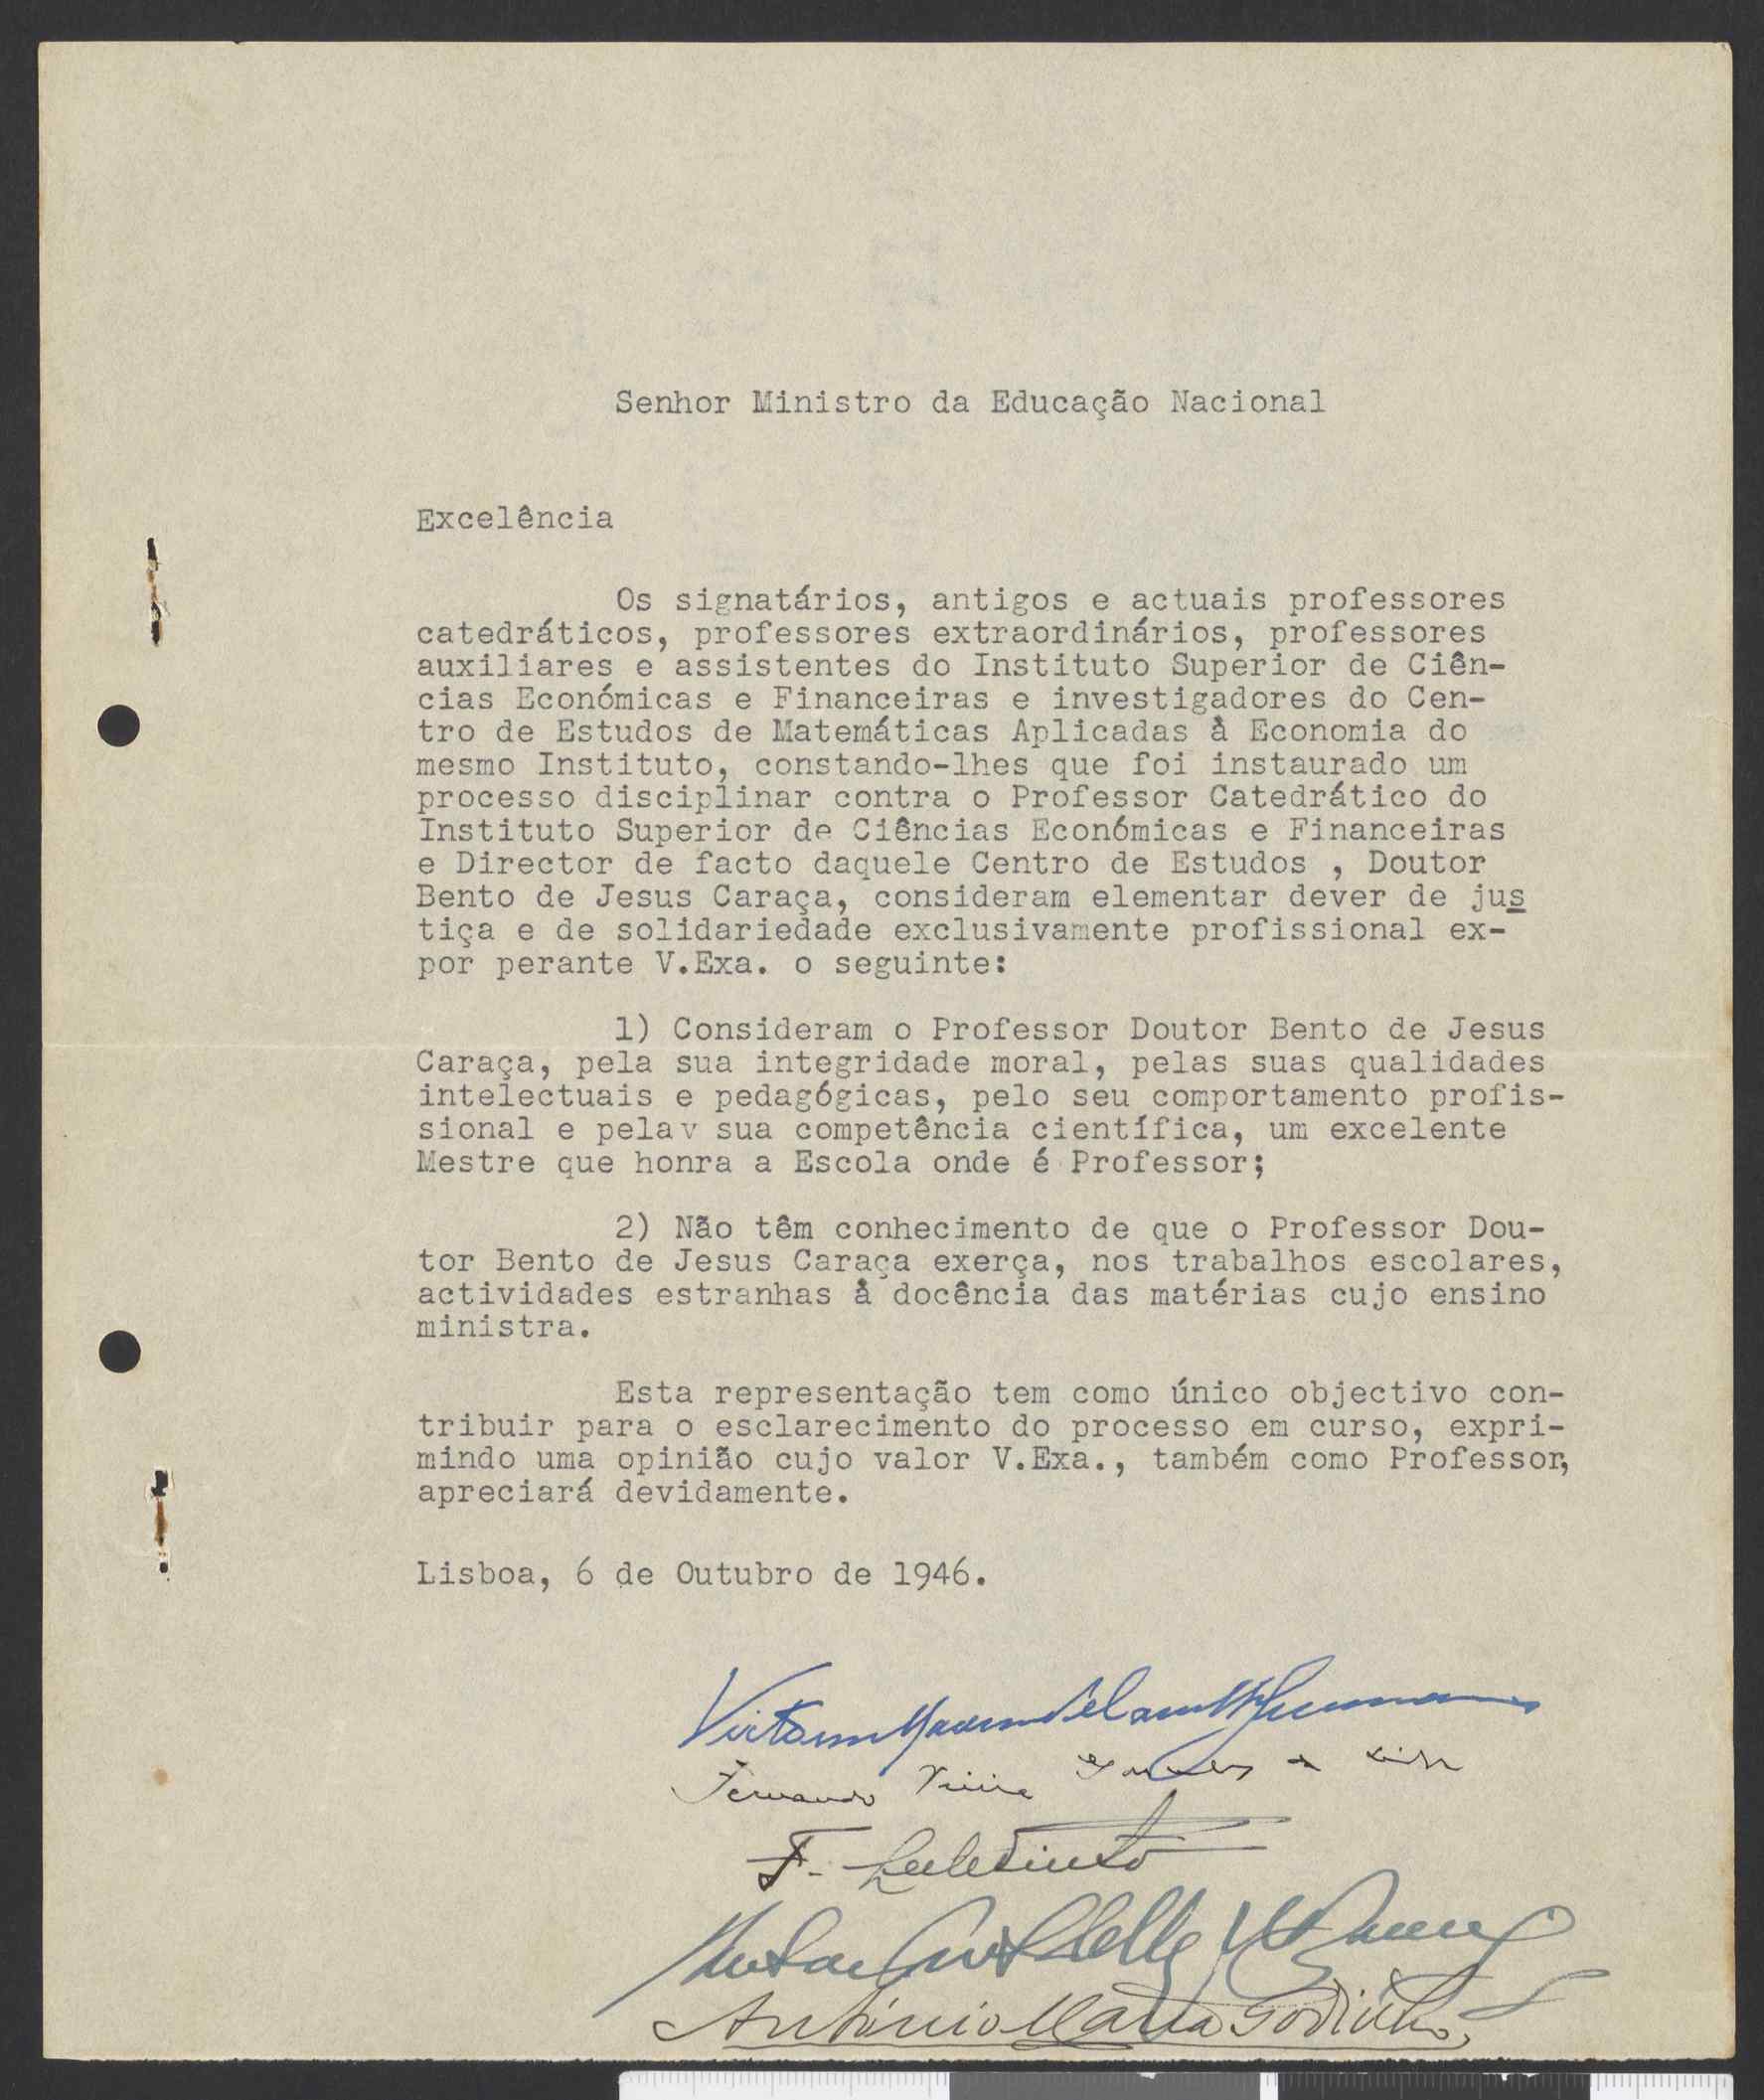 Senhor Ministro da Educação Nacional
Excelência
Os signatários, antigos e actuais professores
catedráticos, professores extraordinários, professores
auxiliares e assistentes do Instituto Superior de Ciên-
cias Económicas e Financeiras e investigadores do Cen-
tro de Estudos de Matemáticas Aplicadas à Economia do
mesmo Instituto, constando-lhes que foi instaurado um
processo disciplinar contra o Professor Catedrático do
Instituto Superior de Ciências Económicas e Financeiras
e Director de facto daquele Centro de Estudos , Doutor
Bento de Jesus Caraça, consideram elementar dever de jus
tiça e de solidariedade exclusivamente profissional ex-
por perante V.Exa. o seguinte:
1) Consideram o Professor Doutor Bento de Jesus
Caraça, pela sua integridade moral, pelas suas qualidades
intelectuais e pedagógicas, pelo seu comportamento profis-
sional e pelav sua competência científica, um excelente
Mestre que honra a Escola onde é Professor;
2) Não têm conhecimento de que o Professor Dou-
tor Bento de Jesus Caraça exerça, nos trabalhos escolares,
actividades estranhas à docência das matérias cujo ensino
ministra.
Esta representação tem como único objectivo con-
tribuir para o esclarecimento do processo em curso, expri-
mindo uma opinião cujo valor V.Exa., também como Professor,
apreciará devidamente.
Lisboa, 6 de Outubro de 1946.
Fernando Vieira
F.
António Maria Godinho